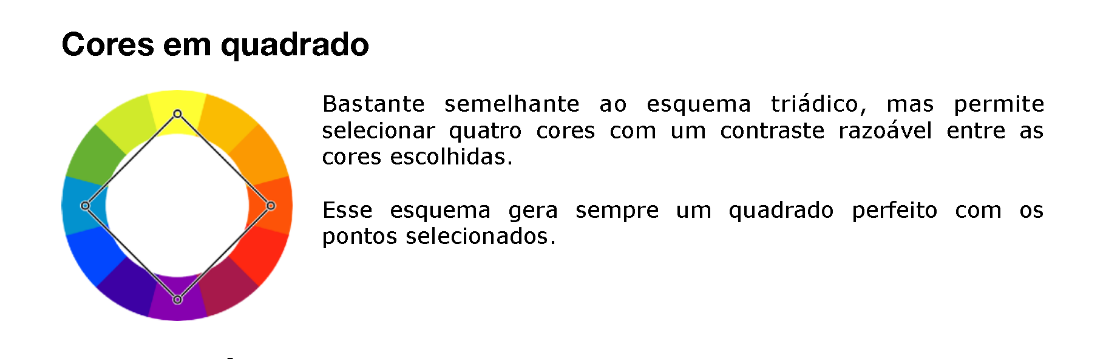 Cores em quadrado
Bastante semelhante ao esquema triádico, mas permite
selecionar quatro cores com um contraste razoável entre as
cores escolhidas.
Esse esquema gera sempre um quadrado perfeito com os
pontos selecionados.